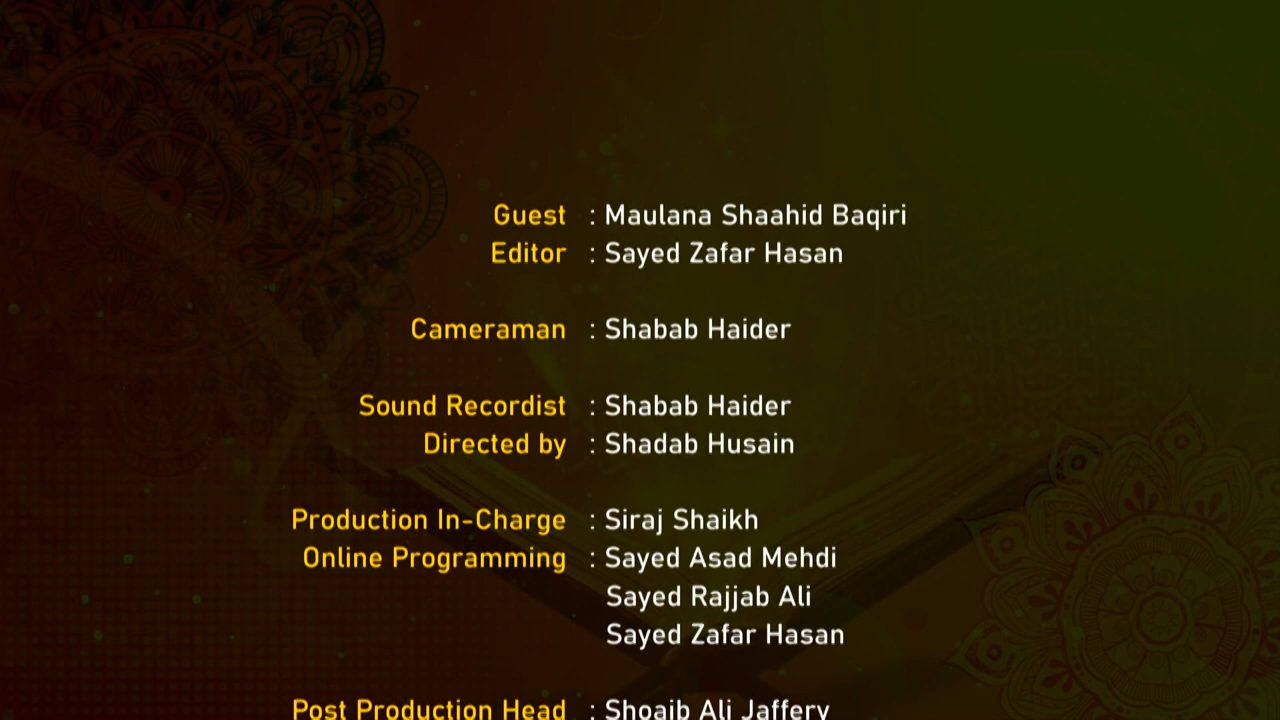 Guest : Maulana Shaahid Baqiri
Editor : Sayed Zafar Hasan
Cameraman : Shabab Haider
Sound Recordist : Shabab Haider
Directed by : Shadab Husain
Production In-Charge : Siraj Shaikh
Online Programming : Sayed Asad Mehdi
Sayed Rajjab Ali
Sayed Zafar Hasan
Post Production Head : Shoaib Ali Jaffery